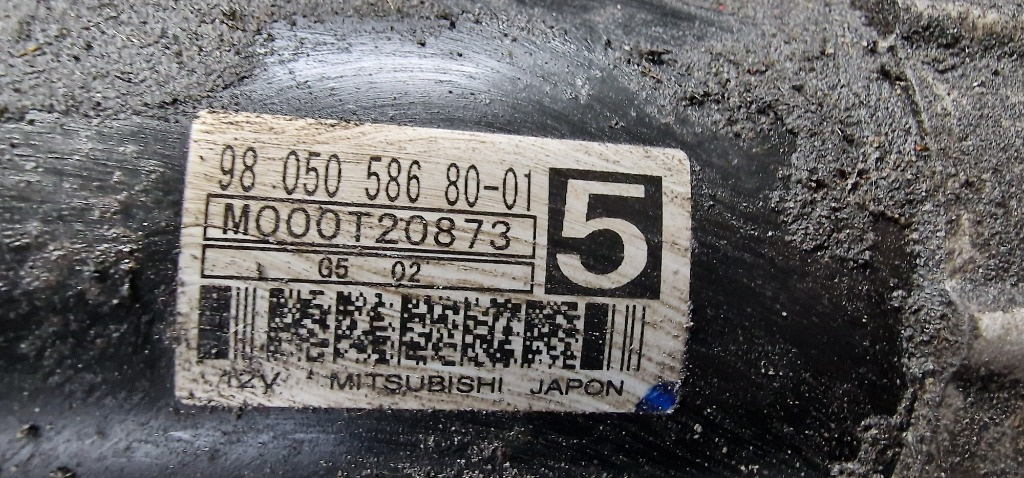 98 050 586 80-01
5
M000T20873
G5 02
12V MITSUBISHI JAPON